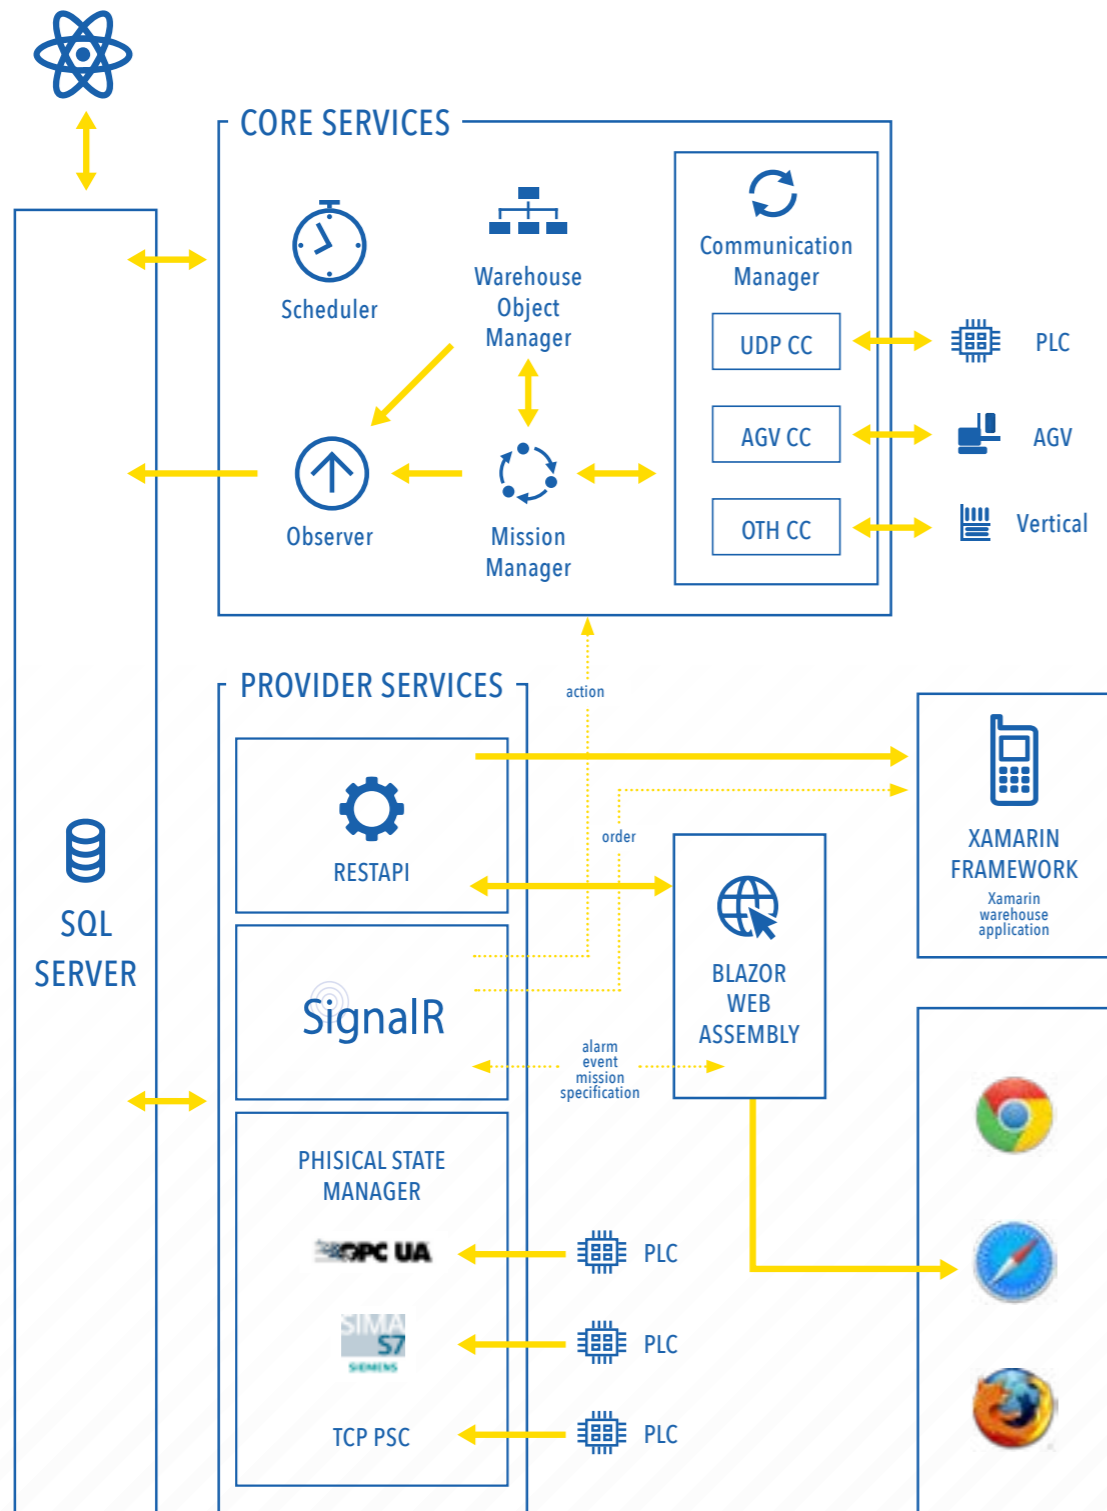 CORE SERVICES
Scheduler
Warehouse
Object
Manager
Communication
Manager
UDP CC
PLC
AGV CC
AGV
OTH CC
Vertical
Observer
Mission
Manager
action
PROVIDER SERVICES
RESTAPI
order
XAMARIN
FRAMEWORK
Xamarin
warehouse
application
SQL
SERVER
SignalR
BLAZOR
WEB
ASSEMBLY
alarm
event
mission
specification
PHISICAL STATE
MANAGER
OPC UA
PLC
SIMA
S7
SIEMENS
PLC
TCP PSC
PLC